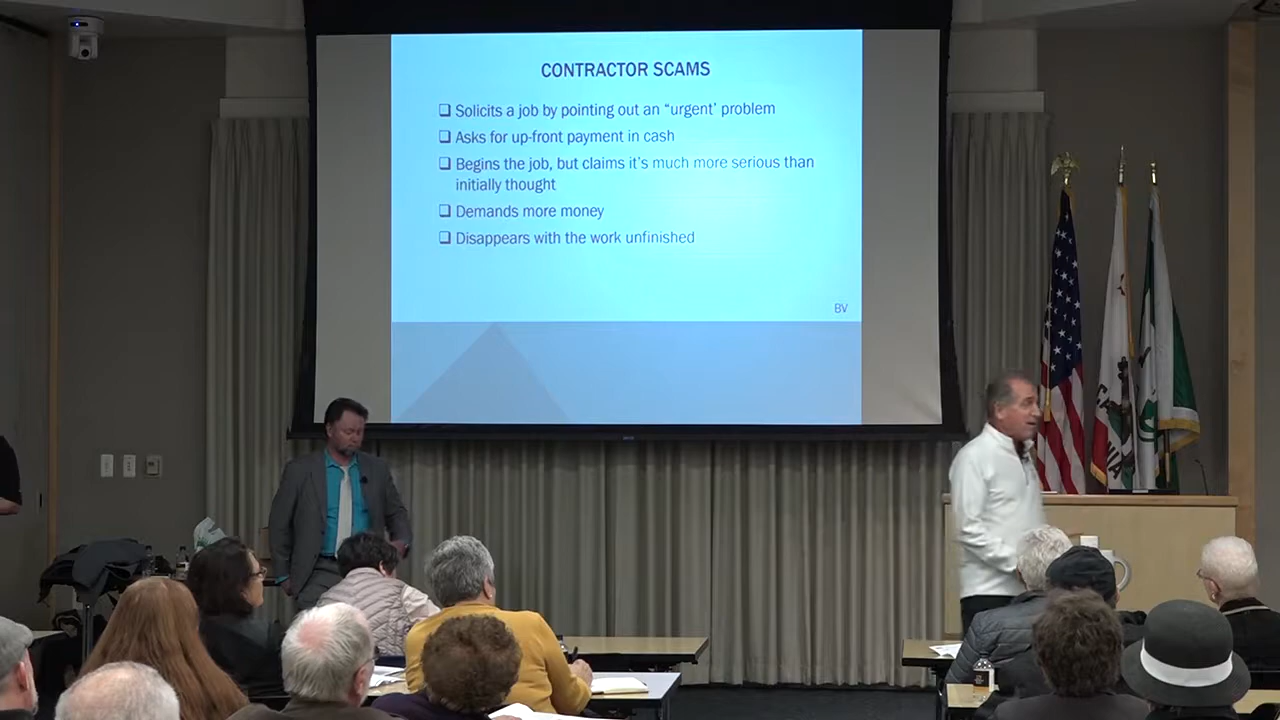 CONTRACTOR SCAMS
❑ Solicits a job by pointing out an “urgent’ problem
❑ Asks for up-front payment in cash
❑ Begins the job, but claims it’s much more serious than
initially thought
❑ Demands more money
❑ Disappears with the work unfinished
BV